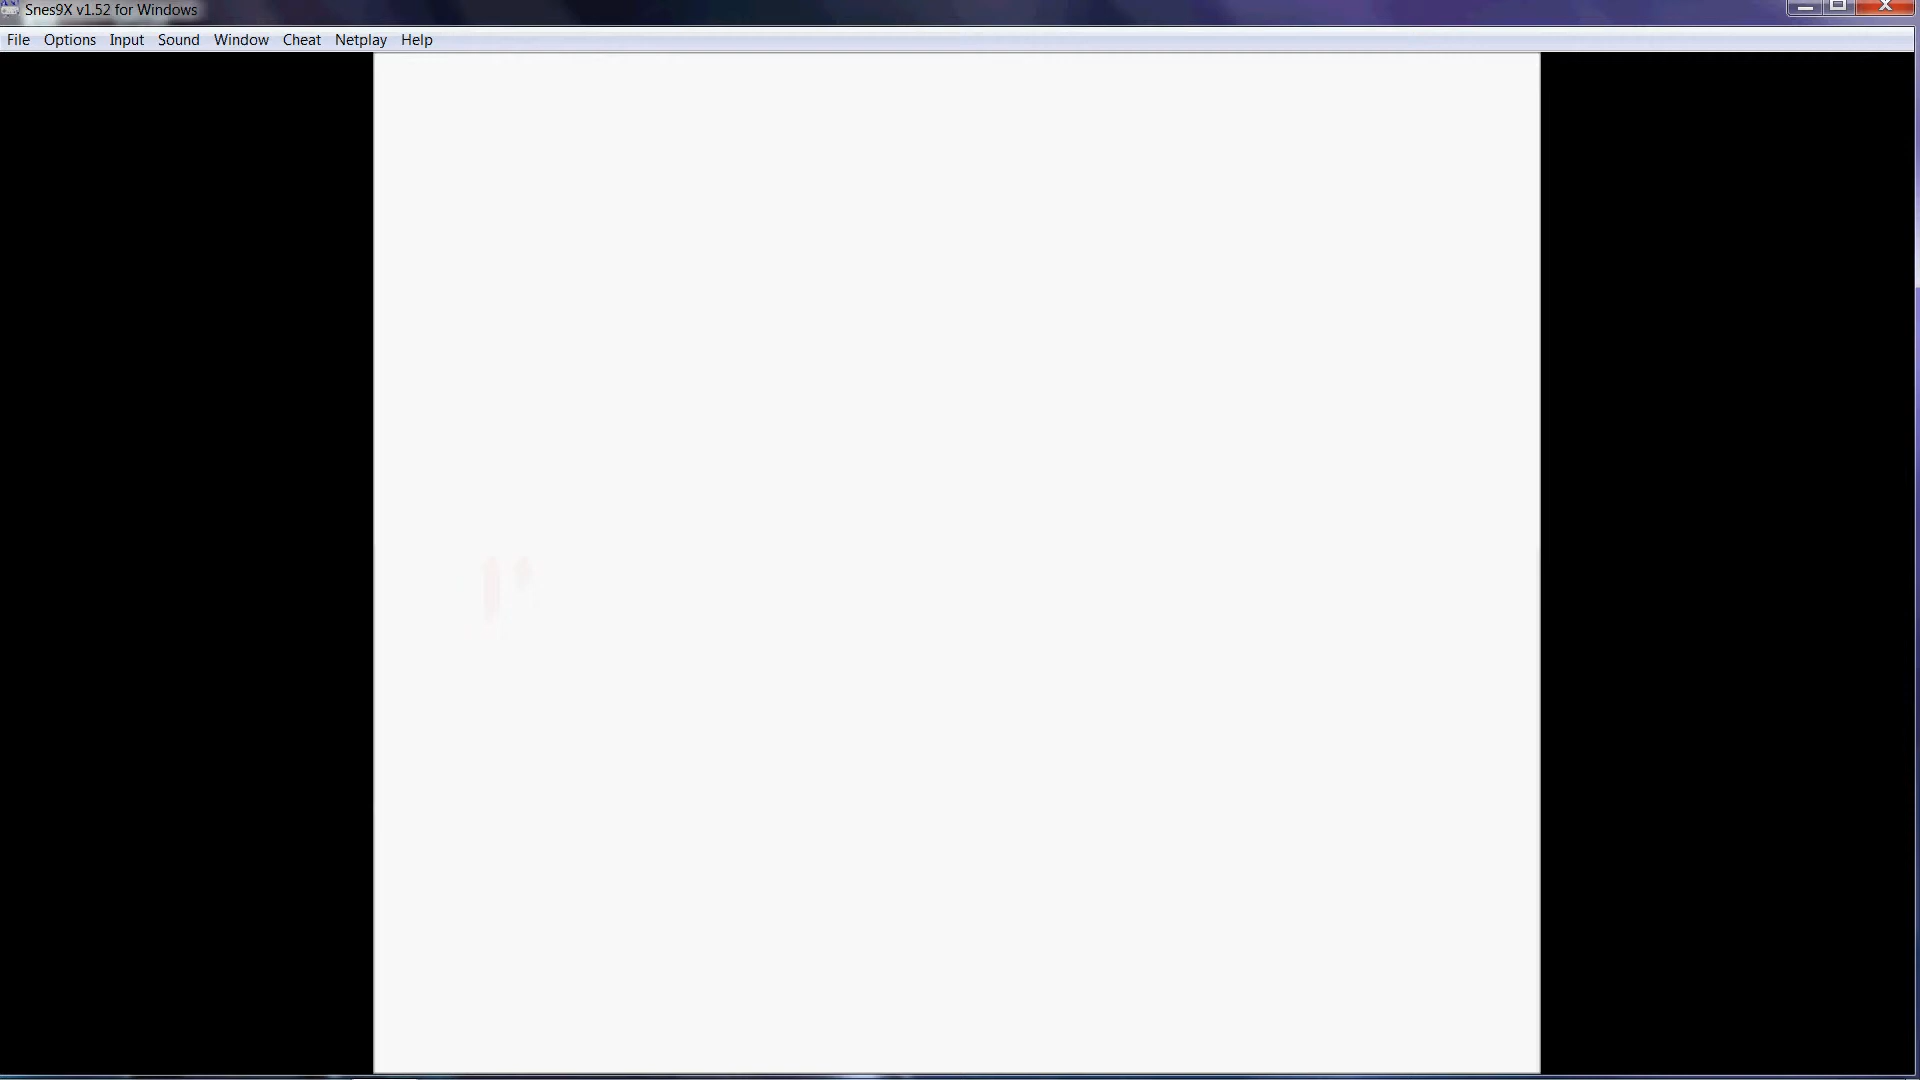 Snes9X v1.52 for Windows
File Options Input Sound Window Cheat Netplay Help